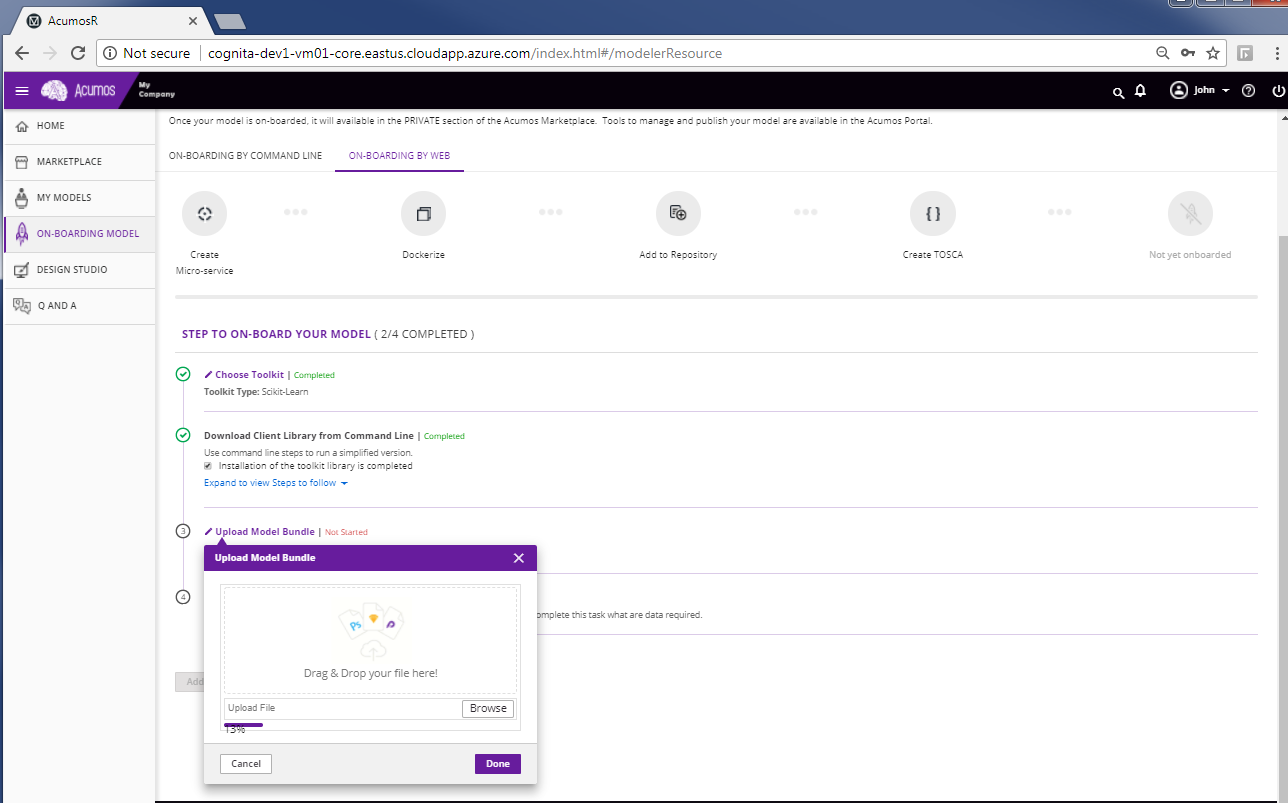 AcumosR
Not secure cognita-dev1-vm01-core.eastus.cloudapp.azure.com/index.html#/modelerResource
Acumos
My
Company
John
HOME
MARKETPLACE
MY MODELS
ON-BOARDING MODEL
DESIGN STUDIO
Q AND A
Once your model is on-boarded, it will available in the PRIVATE section of the Acumos Marketplace. Tools to manage and publish your model are available in the Acumos Portal.
ON-BOARDING BY COMMAND LINE ON-BOARDING BY WEB
Create
Micro-service
Dockerize
Add to Repository
Create TOSCA
Not yet onboarded
STEP TO ON-BOARD YOUR MODEL ( 2/4 COMPLETED )
Choose Toolkit | Completed
Toolkit Type: Scikit-Learn
Download Client Library from Command Line | Completed
Use command line steps to run a simplified version.
Installation of the toolkit library is completed
Expand to view Steps to follow
3 Upload Model Bundle | Not Started
Upload Model Bundle
4
omplete this task what are data required.
Ps
Drag & Drop your file here!
Add
Upload File Browse
13%
Cancel Done